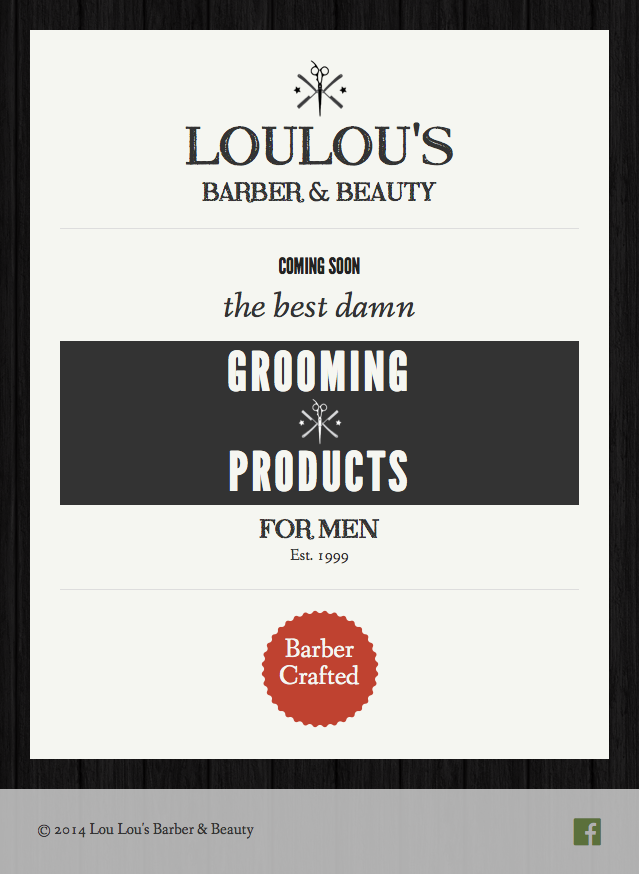 LOULOU'S
BARBER & BEAUTY
COMING SOON
the best damn
GROOMING
PRODUCTS
FOR MEN
Est. 1999
Barber
Crafted
© 2014 Lou Lou's Barber & Beauty